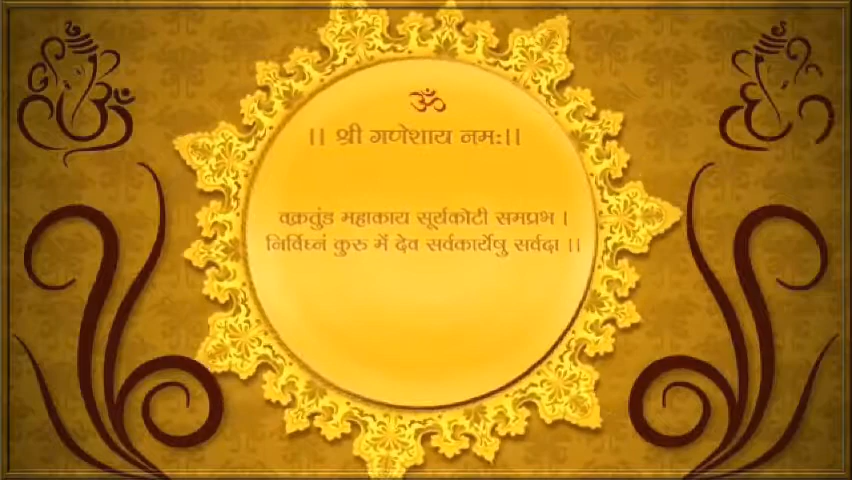 ॐ
।। श्री गणेशाय नमः।।
वक्रतुंड महाकाय सूर्यकोटी समप्रभ ।
निर्विघ्नं कुरु में देव सर्वकार्येषु सर्वदा ।।